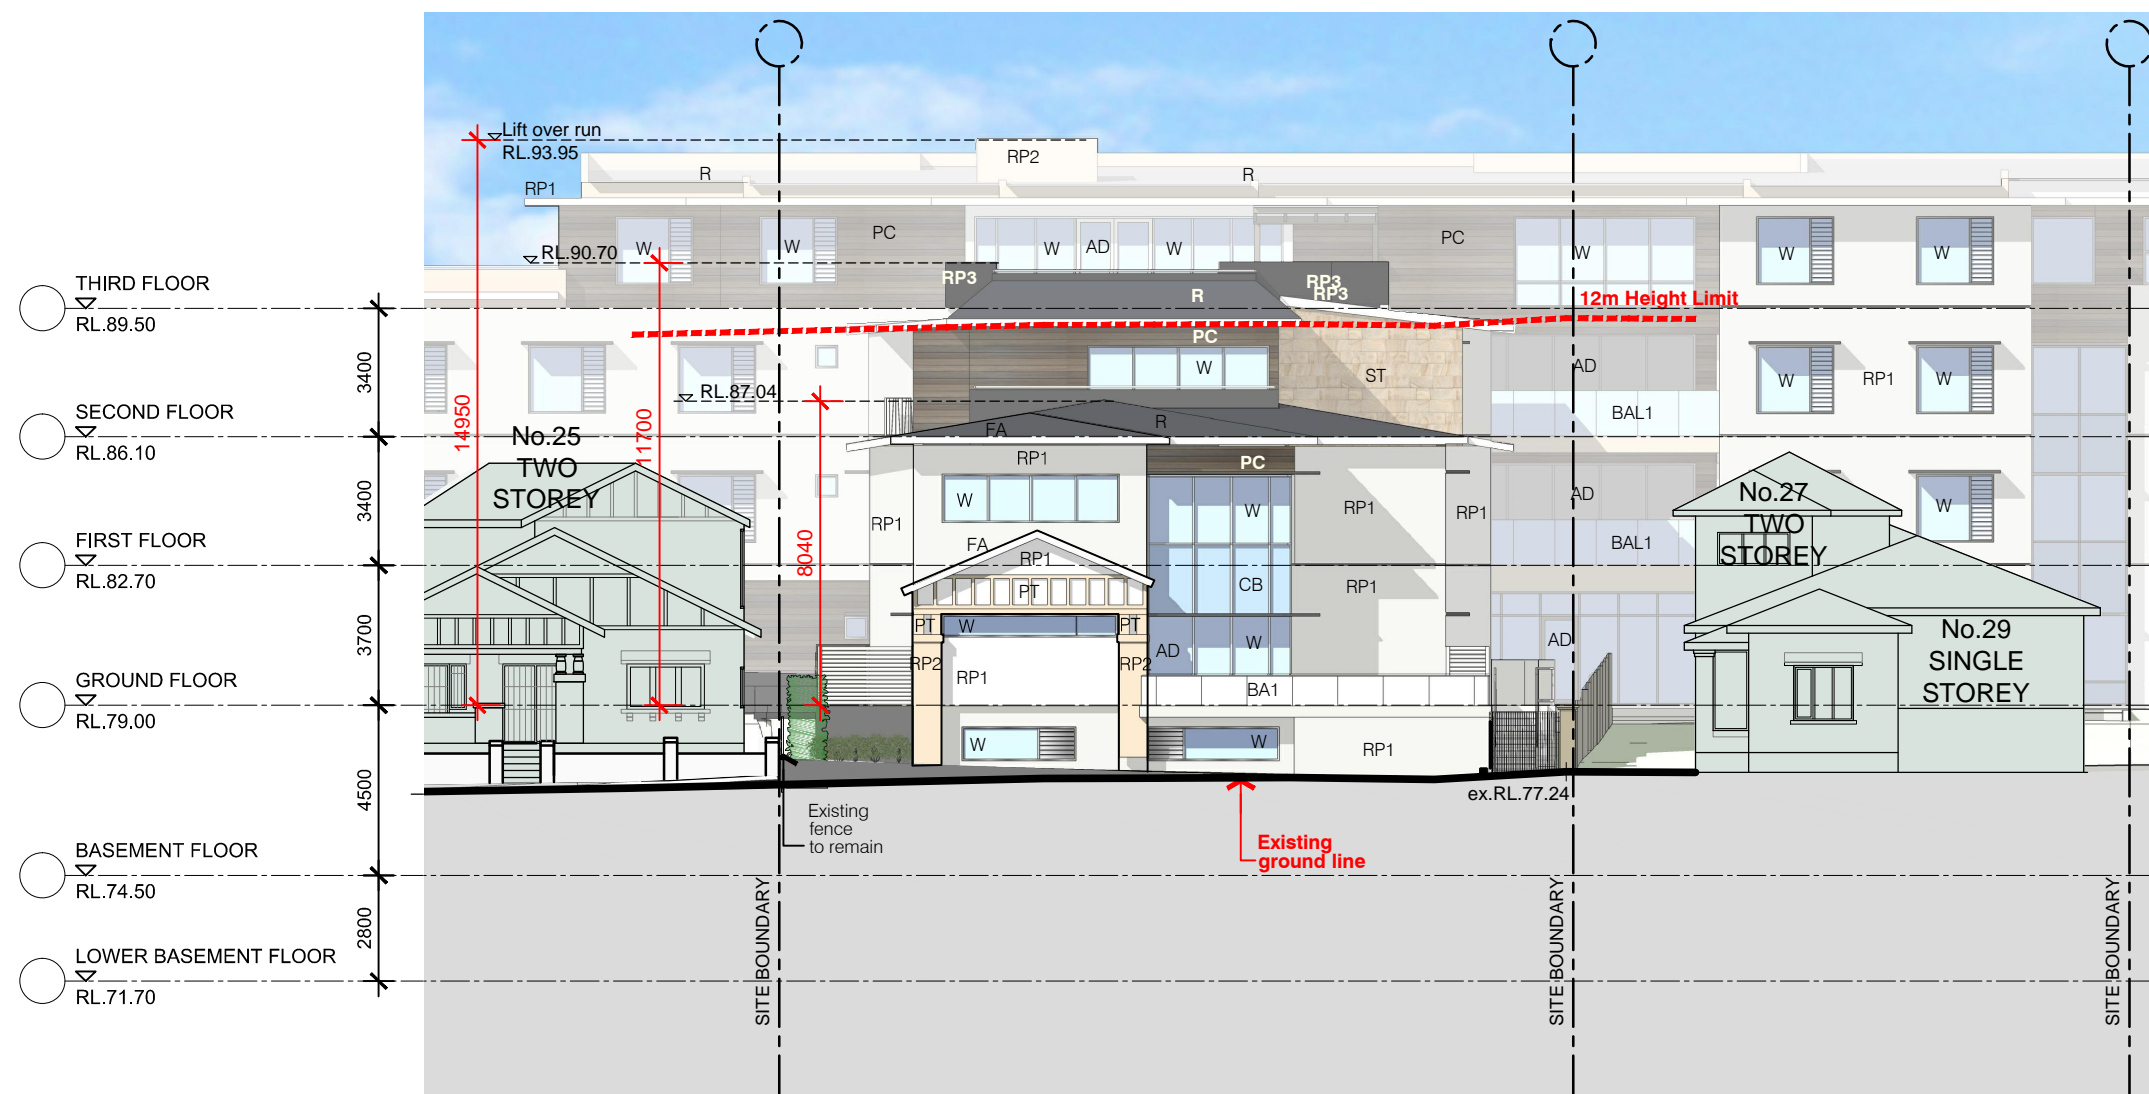 Lift over run
RL.93.95
RP2
R
R
RP1
W
W
PC
W
AD
W
PC
W
W
W
RL.90.70
RP3
RP3
RP3
R
12m Height Limit
THIRD FLOOR
RL.89.50
PC
W
ST
AD
W
RP1
W
3400
RL.87.04
BAL1
SECOND FLOOR
RL.86.10
14950
11700
No.25
TWO
STOREY
FA
R
RP1
PC
W
W
RP1
RP1
RP1
AD
No.27
TWO
STOREY
W
3400
BAL1
FIRST FLOOR
RL.82.70
8040
FA
RP1
PT
CB
RP1
3700
PT
W
PT
AD
W
AD
No.29
SINGLE
STOREY
RP2
RP1
RP2
BA1
GROUND FLOOR
RL.79.00
W
W
RP1
4500
ex.RL.77.24
Existing
fence
to remain
Existing
ground line
BASEMENT FLOOR
RL.74.50
2800
LOWER BASEMENT FLOOR
RL.71.70
SITE BOUNDARY
SITE BOUNDARY
SITE BOUNDARY